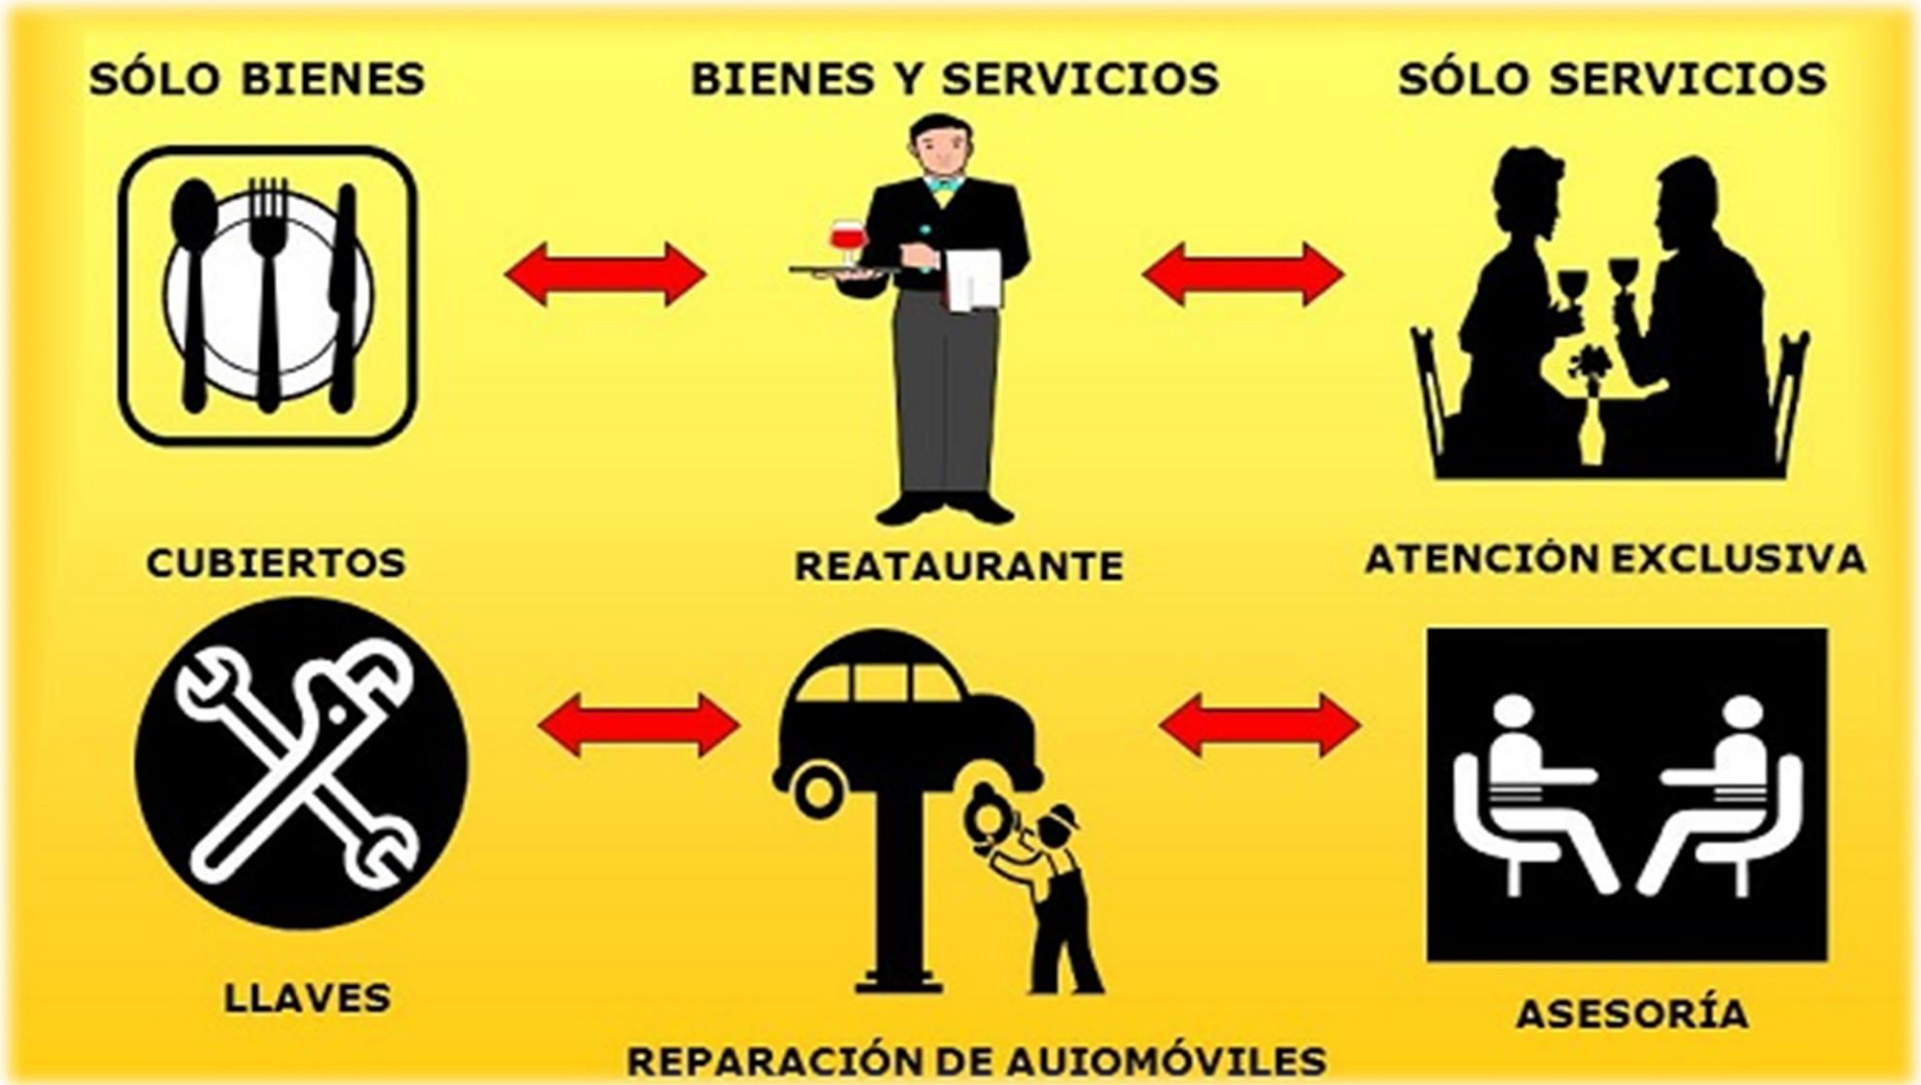 SÓLO BIENES
BIENES Y SERVICIOS
SÓLO SERVICIOS
CUBIERTOS
REATAURANTE
ATENCIÓN EXCLUSIVA
LLAVES
REPARACIÓN DE AUIOMÓVILES
ASESORÍA